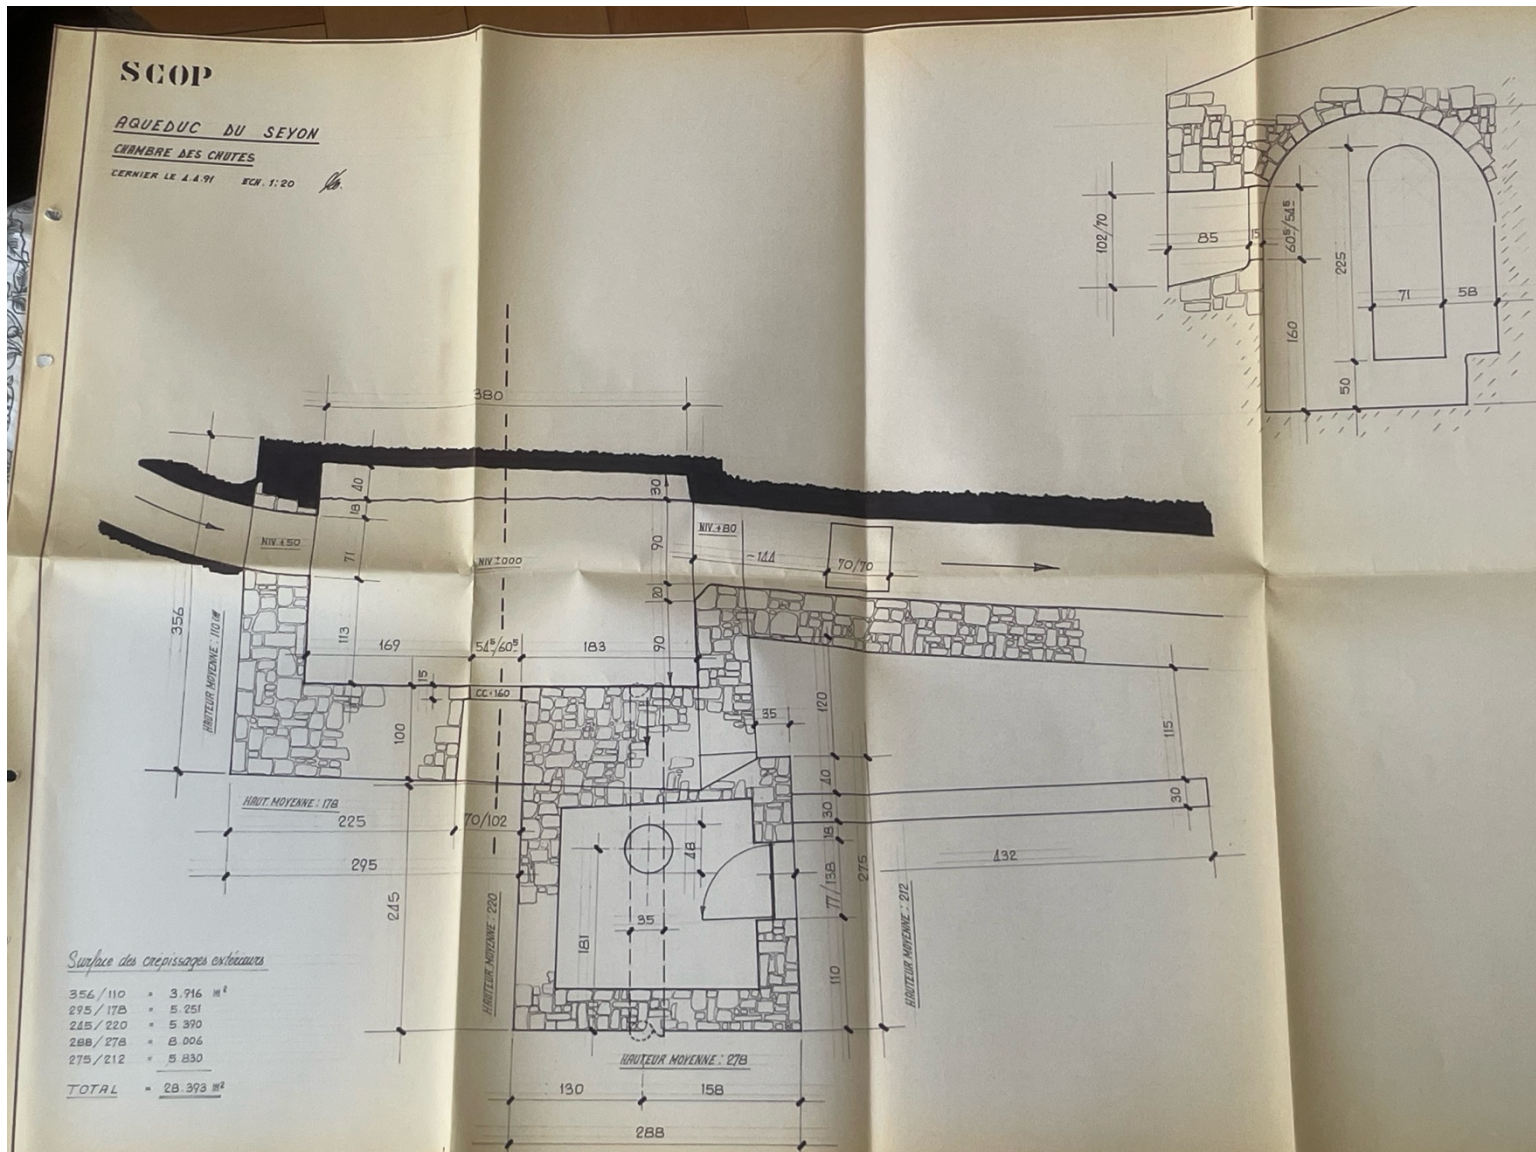 SCOP
AQUEDUC DU SEYON
CHAMBRE DES CHUTES
CERNIER LE 4.4.91 ECH. 1:20
102/70
85
15
60⁵/54⁵
160
225
50
71
58
380
40
18
71
113
30
90
20
90
NIV +50
NIV ±000
NIV. +80
-144
70/70
356
HAUTEUR MOYENNE: 110
169
54⁵/60⁵
183
15
CC+160
100
35
120
115
40
30
30
18
HAUT. MOYENNE: 178
225
70/102
295
245
HAUTEUR MOYENNE: 220
48
35
181
77/138
275
110
432
HAUTEUR MOYENNE: 212
HAUTEUR MOYENNE: 278
130
158
288
Surface des crépissages extérieurs
356/110 = 3.916 m²
295/178 = 5.251
245/220 = 5.390
288/278 = 8.006
275/212 = 5.830
TOTAL = 28.393 m²